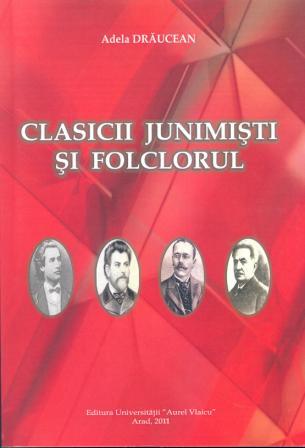 Adela DRĂUCEAN
CLASICII JUNIMIŞTI
ŞI FOLCLORUL
Editura Universităţii "Aurel Vlaicu"
Arad, 2011